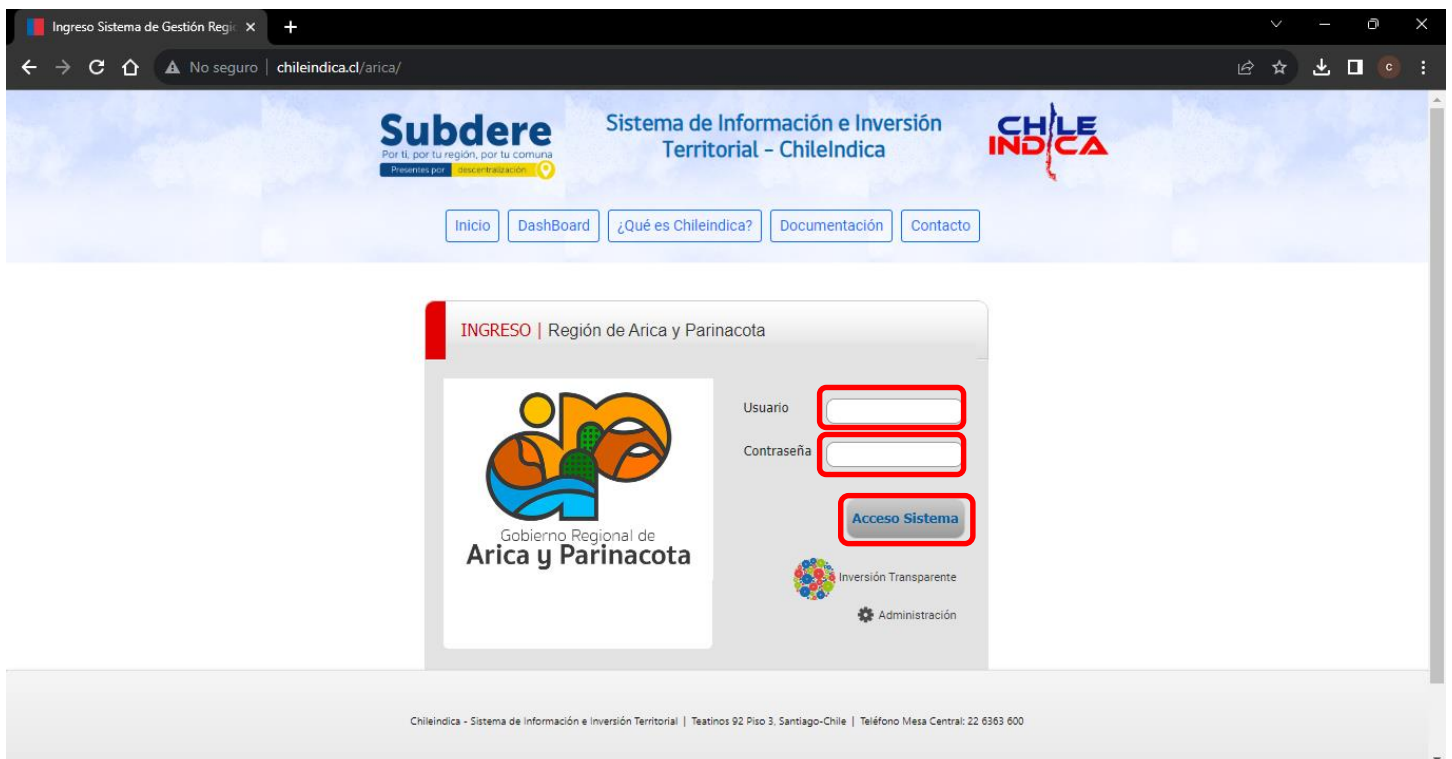 Ingreso Sistema de Gestión Regio
No seguro | chileindica.cl/arica/
Subdere
Por ti, por tu región, por tu comuna
Presentes por descentralización
Sistema de Información e Inversión
Territorial - ChileIndica
CHILE
INDICA
Inicio
DashBoard
¿Qué es Chileindica?
Documentación
Contacto
INGRESO | Región de Arica y Parinacota
Gobierno Regional de
Arica y Parinacota
Usuario
Contraseña
Acceso Sistema
Inversión Transparente
Administración
Chileindica - Sistema de Información e Inversión Territorial | Teatinos 92 Piso 3, Santiago-Chile | Teléfono Mesa Central: 22 6363 600